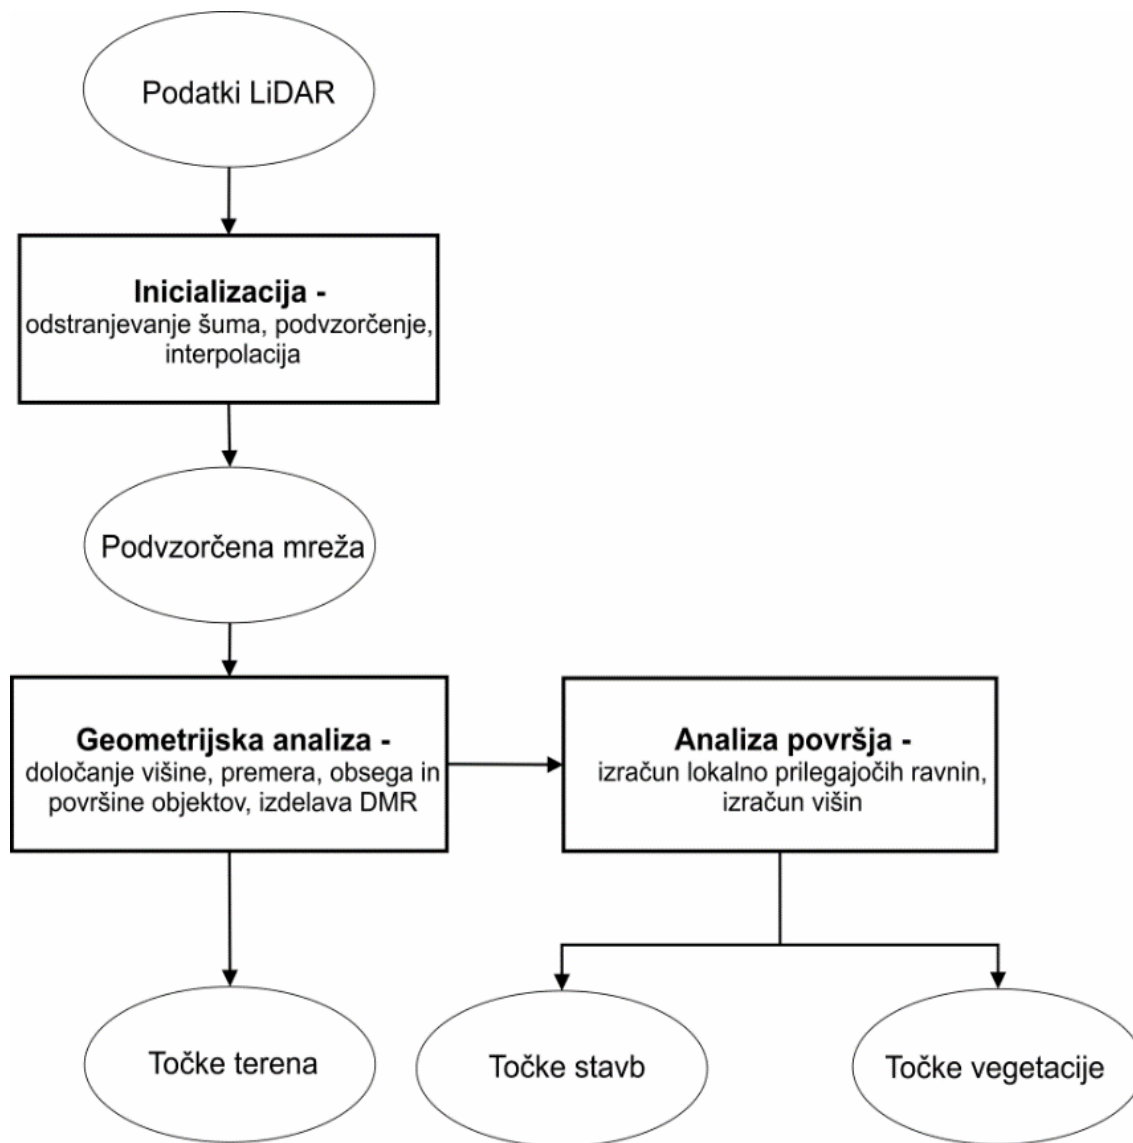 Podatki LiDAR
Inicializacija -
odstranjevanje šuma, podvzorčenje,
interpolacija
Podvzorčena mreža
Geometrijska analiza -
določanje višine, premera, obsega in
površine objektov, izdelava DMR
Analiza površja -
izračun lokalno prilegajočih ravnin,
izračun višin
Točke terena
Točke stavb
Točke vegetacije